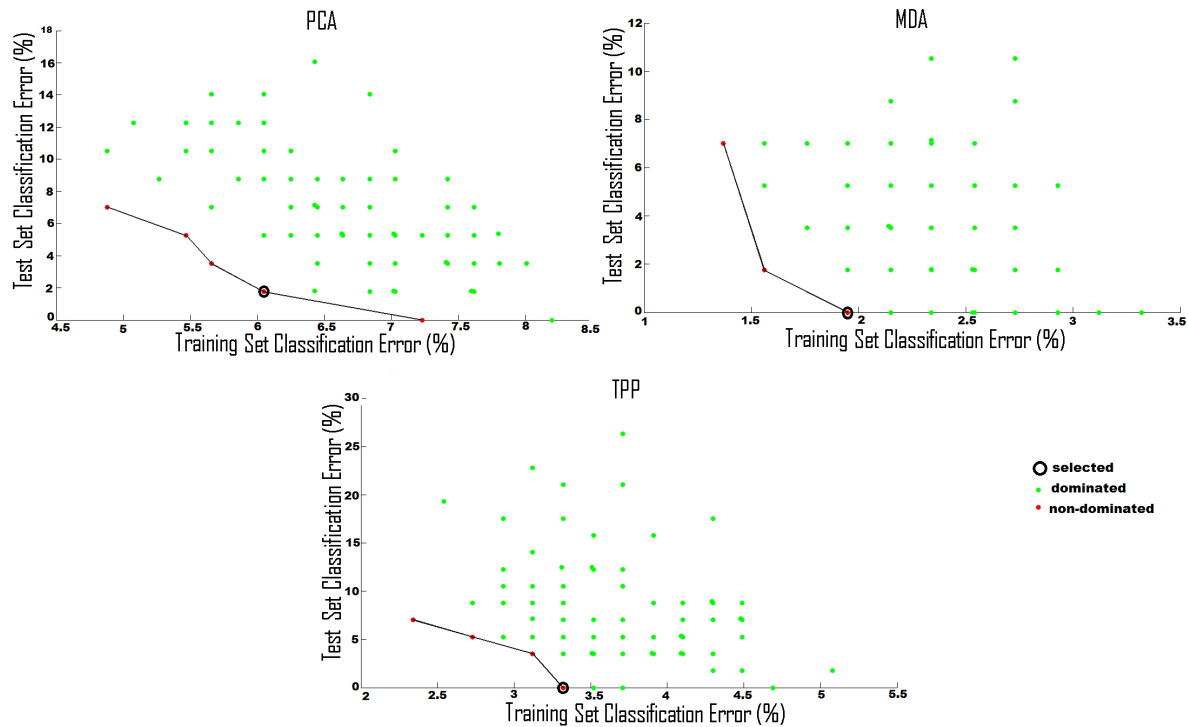 PCA
Test Set Classification Error (%)
18
16
14
12
10
8
6
4
2
0
4.5 5 5.5 6 6.5 7 7.5 8 8.5
Training Set Classification Error (%)
MDA
Test Set Classification Error (%)
12
10
8
6
4
2
0
1 1.5 2 2.5 3 3.5
Training Set Classification Error (%)
TPP
Test Set Classification Error (%)
30
25
20
15
10
5
0
2 2.5 3 3.5 4 4.5 5 5.5
Training Set Classification Error (%)
selected
dominated
non-dominated